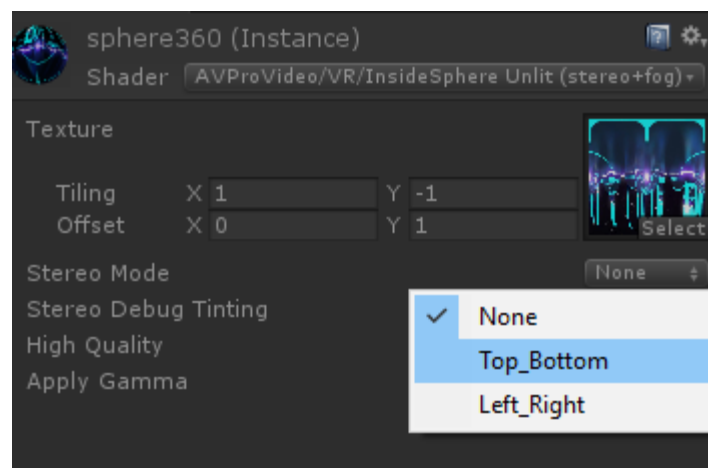 sphere360 (Instance)
Shader AVProVideo/VR/InsideSphere Unlit (stereo+fog)
Texture
Tiling X 1 Y -1
Offset X 0 Y 1
Select
Stereo Mode None
Stereo Debug Tinting
None
High Quality
Top_Bottom
Apply Gamma
Left_Right